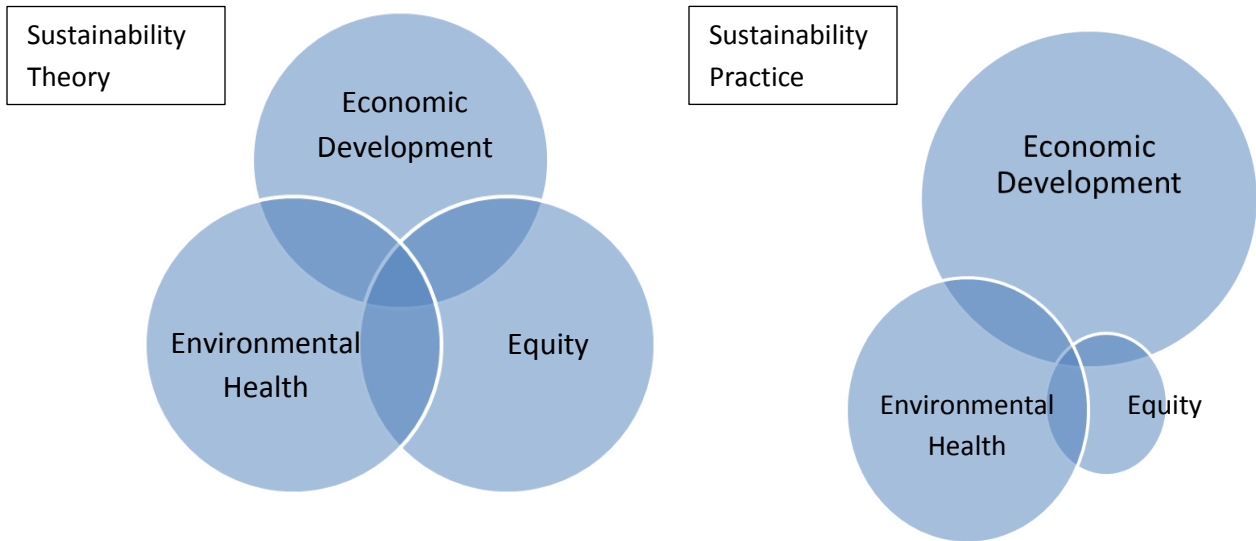 Sustainability
Theory
Economic
Development
Environmental
Health
Equity
Sustainability
Practice
Economic
Development
Environmental
Health
Equity